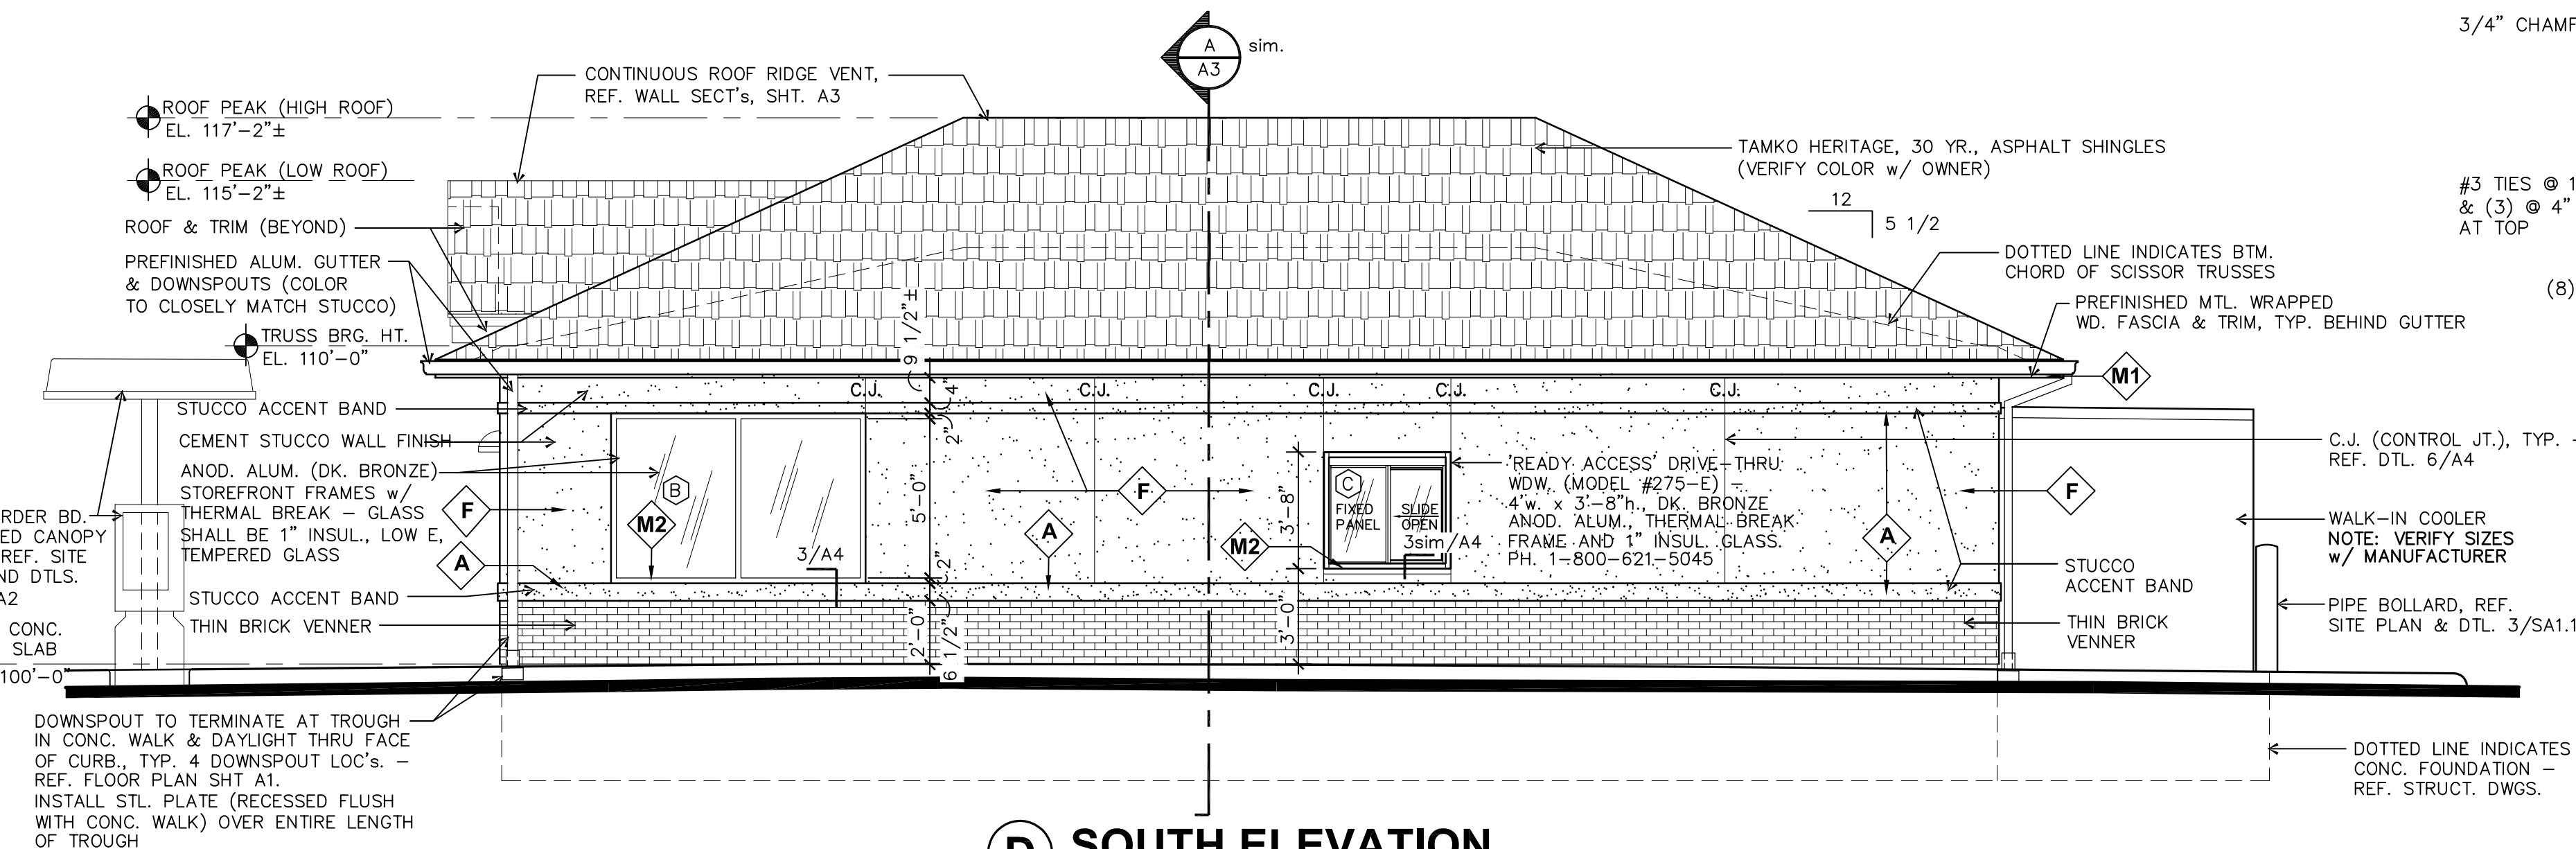 A
sim.
A3
3/4" CHAMF
CONTINUOUS ROOF RIDGE VENT,
REF. WALL SECT's, SHT. A3
ROOF PEAK (HIGH ROOF)
EL. 117'-2"±
ROOF PEAK (LOW ROOF)
EL. 115'-2"±
ROOF & TRIM (BEYOND)
PREFINISHED ALUM. GUTTER
& DOWNSPOUTS (COLOR
TO CLOSELY MATCH STUCCO)
TRUSS BRG. HT.
EL. 110'-0"
STUCCO ACCENT BAND
CEMENT STUCCO WALL FINISH
ANOD. ALUM. (DK. BRONZE)
STOREFRONT FRAMES w/
THERMAL BREAK – GLASS
SHALL BE 1" INSUL., LOW E,
TEMPERED GLASS
STUCCO ACCENT BAND
THIN BRICK VENNER
RDER BD.
ED CANOPY
REF. SITE
ND DTLS.
A2
CONC.
SLAB
100'-0"
F
A
DOWNSPOUT TO TERMINATE AT TROUGH
IN CONC. WALK & DAYLIGHT THRU FACE
OF CURB., TYP. 4 DOWNSPOUT LOC's. –
REF. FLOOR PLAN SHT A1.
INSTALL STL. PLATE (RECESSED FLUSH
WITH CONC. WALK) OVER ENTIRE LENGTH
OF TROUGH
C.J.
C.J.
C.J.
C.J.
C.J.
9 1/2"±
4"
2"
5'-0"
2"
2'-0"
6 1/2"
B
M2
3/A4
F
A
3'-8"
3'-0"
M2
C
FIXED
PANEL
SLIDE
OPEN
3sim/A4
'READY ACCESS' DRIVE-THRU
WDW. (MODEL #275-E) –
4'w. x 3'-8"h., DK. BRONZE
ANOD. ALUM., THERMAL BREAK
FRAME AND 1" INSUL. GLASS.
PH. 1-800-621-5045
A
F
TAMKO HERITAGE, 30 YR., ASPHALT SHINGLES
(VERIFY COLOR w/ OWNER)
12
5 1/2
DOTTED LINE INDICATES BTM.
CHORD OF SCISSOR TRUSSES
PREFINISHED MTL. WRAPPED
WD. FASCIA & TRIM, TYP. BEHIND GUTTER
M1
C.J. (CONTROL JT.), TYP. –
REF. DTL. 6/A4
WALK-IN COOLER
NOTE: VERIFY SIZES
w/ MANUFACTURER
STUCCO
ACCENT BAND
PIPE BOLLARD, REF.
SITE PLAN & DTL. 3/SA1.1
THIN BRICK
VENNER
DOTTED LINE INDICATES
CONC. FOUNDATION –
REF. STRUCT. DWGS.
#3 TIES @ 1
& (3) @ 4"
AT TOP
(8)
D
SOUTH ELEVATION